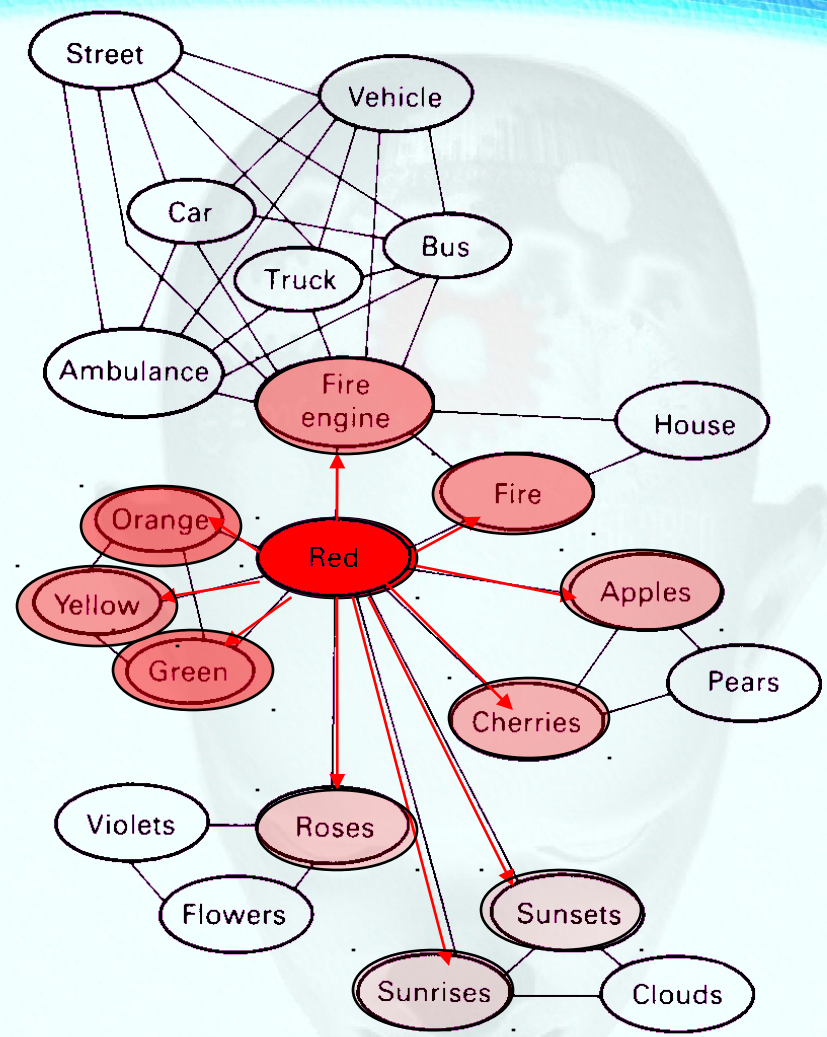 Street
Vehicle
Car
Bus
Truck
Ambulance
Fire
engine
House
Fire
Orange
Red
Yellow
Apples
Green
Pears
Cherries
Violets
Roses
Flowers
Sunsets
Sunrises
Clouds